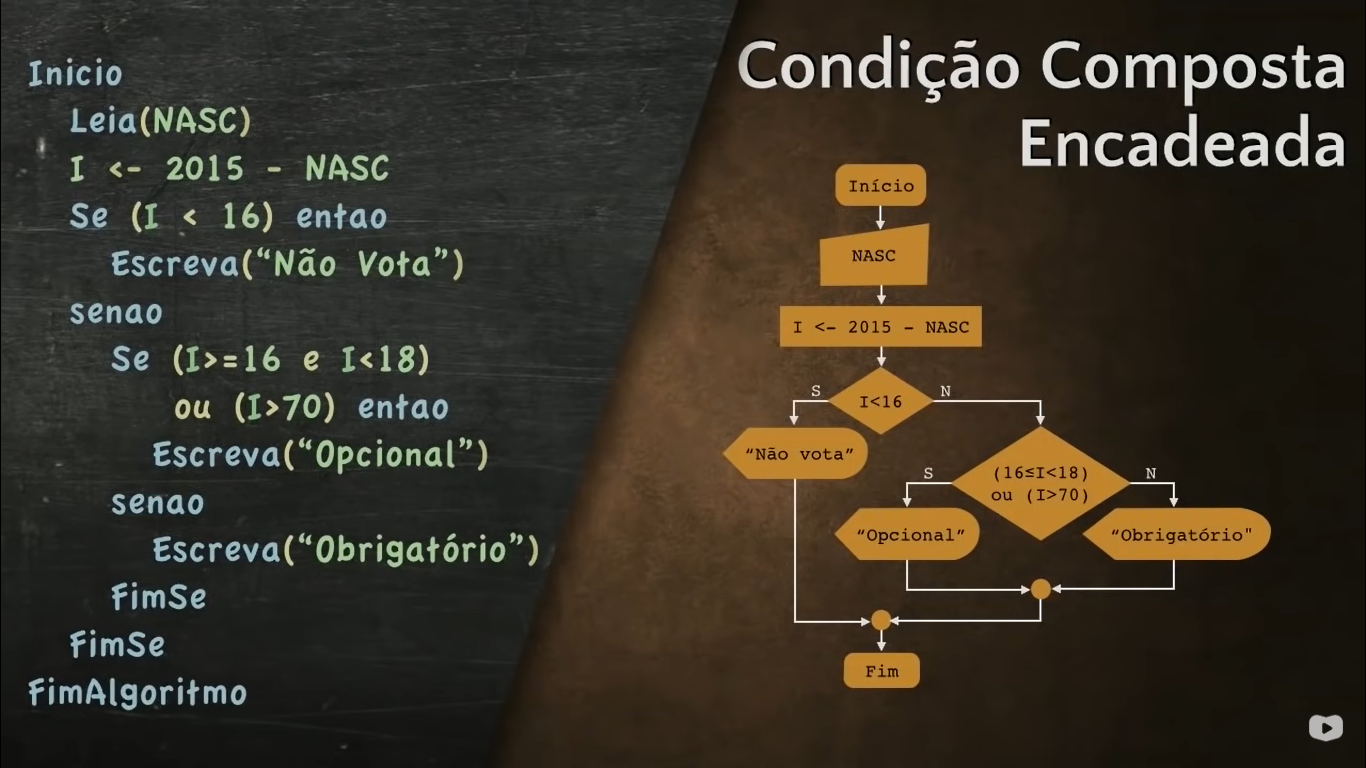 Inicio
Leia(NASC)
I <- 2015 - NASC
Se (I < 16) entao
Escreva(“Não Vota”)
senao
Se (I>=16 e I<18)
ou (I>70) entao
Escreva(“Opcional”)
senao
Escreva(“Obrigatório”)
FimSe
FimSe
FimAlgoritmo
Condição Composta
Encadeada
Início
NASC
I <- 2015 - NASC
S
N
I<16
“Não vota”
S
N
(16≤I<18)
ou (I>70)
“Opcional”
“Obrigatório"
Fim